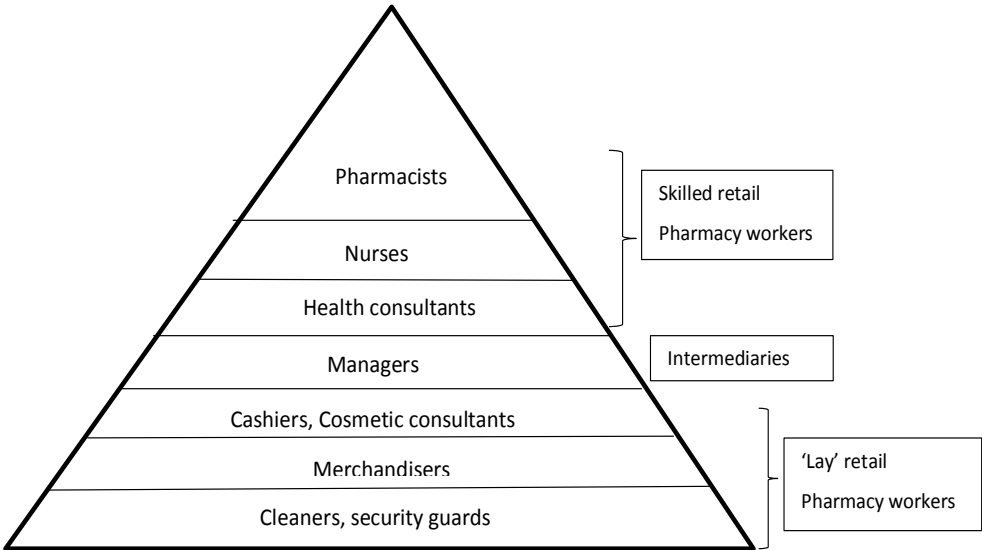 Pharmacists
Skilled retail
Pharmacy workers
Nurses
Health consultants
Managers
Intermediaries
Cashiers, Cosmetic consultants
Merchandisers
‘Lay’ retail
Pharmacy workers
Cleaners, security guards